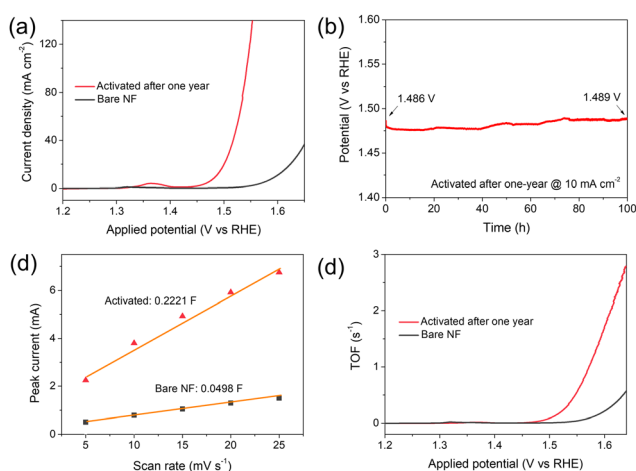 (a)
120
80
40
0
Current density (mA cm⁻²)
Activated after one year
Bare NF
1.2
1.3
1.4
1.5
1.6
Applied potential (V vs RHE)
(b)
1.60
1.55
1.50
1.45
1.40
Potential (V vs RHE)
1.486 V
1.489 V
Activated after one-year @ 10 mA cm⁻²
0
20
40
60
80
100
Time (h)
(d)
8
6
4
2
0
Peak current (mA)
Activated: 0.2221 F
Bare NF: 0.0498 F
5
10
15
20
25
Scan rate (mV s⁻¹)
(d)
3
2
1
0
TOF (s⁻¹)
Activated after one year
Bare NF
1.2
1.3
1.4
1.5
1.6
Applied potential (V vs RHE)